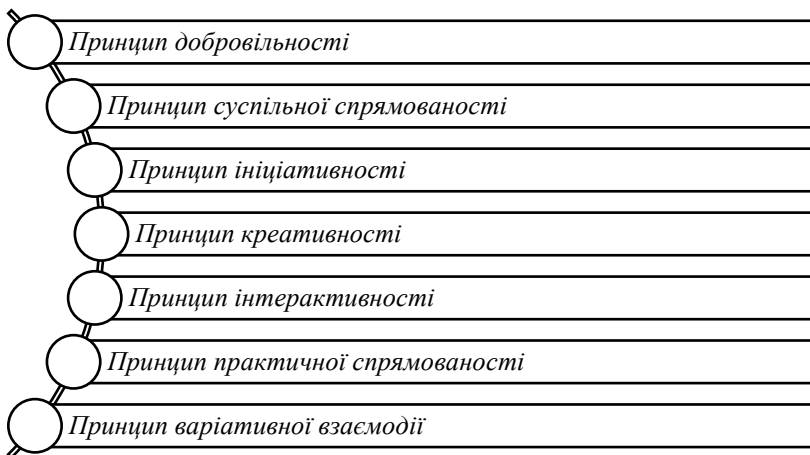 Принцип добровільності
Принцип суспільної спрямованості
Принцип ініціативності
Принцип креативності
Принцип інтерактивності
Принцип практичної спрямованості
Принцип варіативної взаємодії